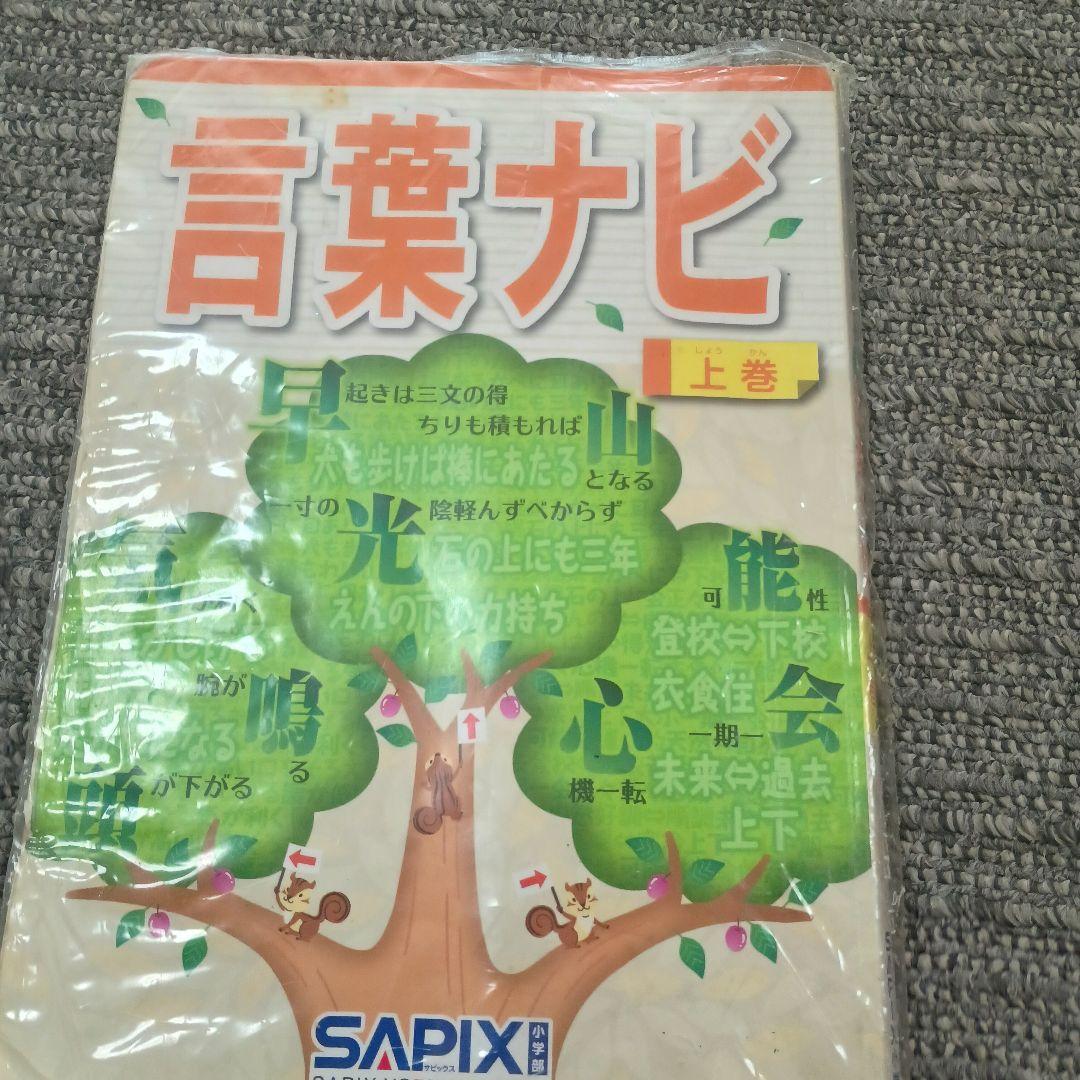 言葉ナビ
しょう かん
上巻
早起きは三文の得
ちりも積もれば山となる
犬も歩けば棒にあたる
一寸の光陰軽んずべからず
石の上にも三年
えんの下の力持ち
腕が鳴る
頭が下がる
可能性
登校⇔下校
衣食住
一期一会
心機一転
未来⇔過去
上下
SAPIX 小学部
サピックス